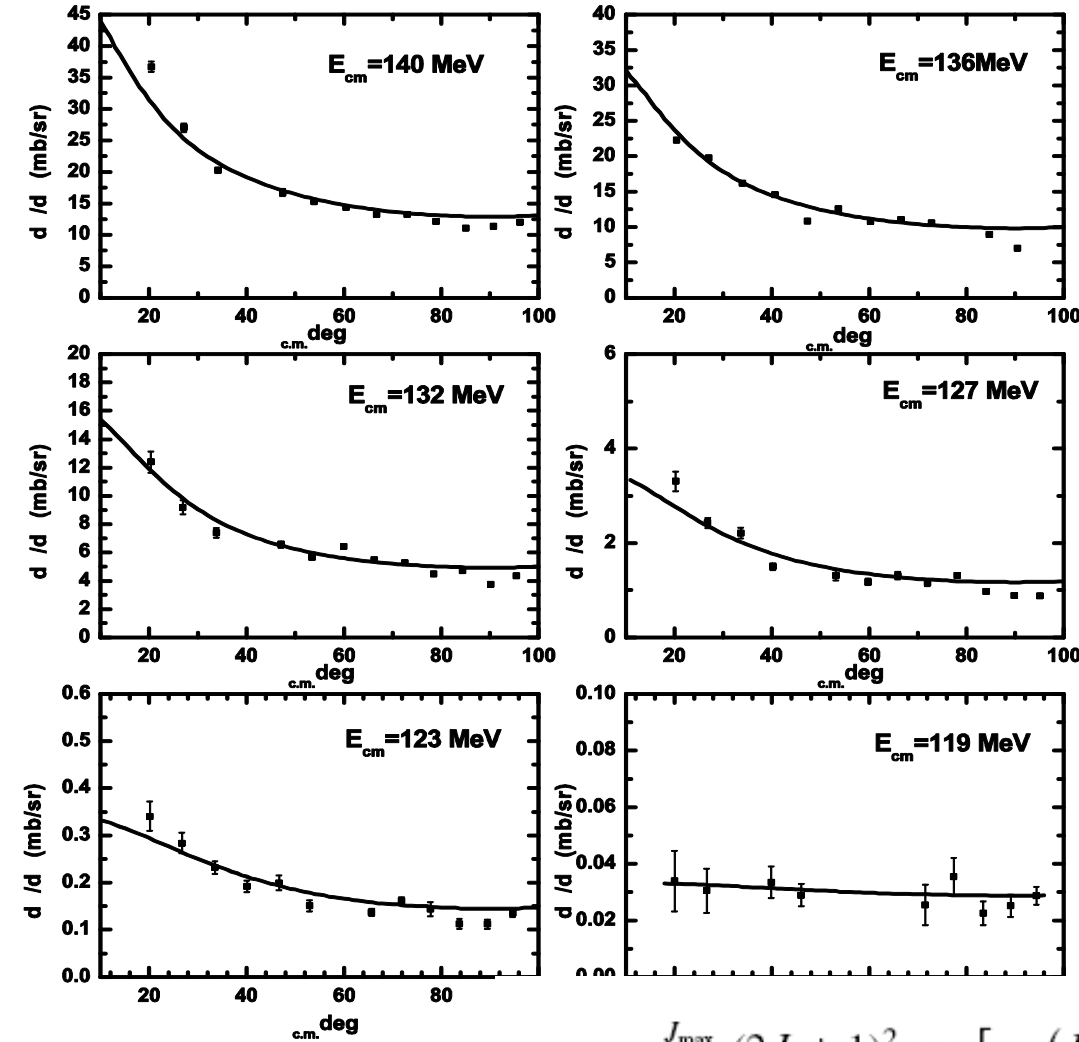 E_cm=140 MeV
d /d (mb/sr)
45
40
35
30
25
20
15
10
5
0
20 40 60 80 100
c.m. deg
E_cm=136MeV
d /d (mb/sr)
40
35
30
25
20
15
10
5
0
20 40 60 80 100
c.m. deg
E_cm=132 MeV
d /d (mb/sr)
20
18
16
14
12
10
8
6
4
2
0
20 40 60 80 100
c.m. deg
E_cm=127 MeV
d /d (mb/sr)
6
4
2
0
20 40 60 80 100
c.m. deg
E_cm=123 MeV
d /d (mb/sr)
0.6
0.5
0.4
0.3
0.2
0.1
0.0
20 40 60 80
c.m. deg
E_cm=119 MeV
d /d (mb/sr)
0.10
0.08
0.06
0.04
0.02
0.00